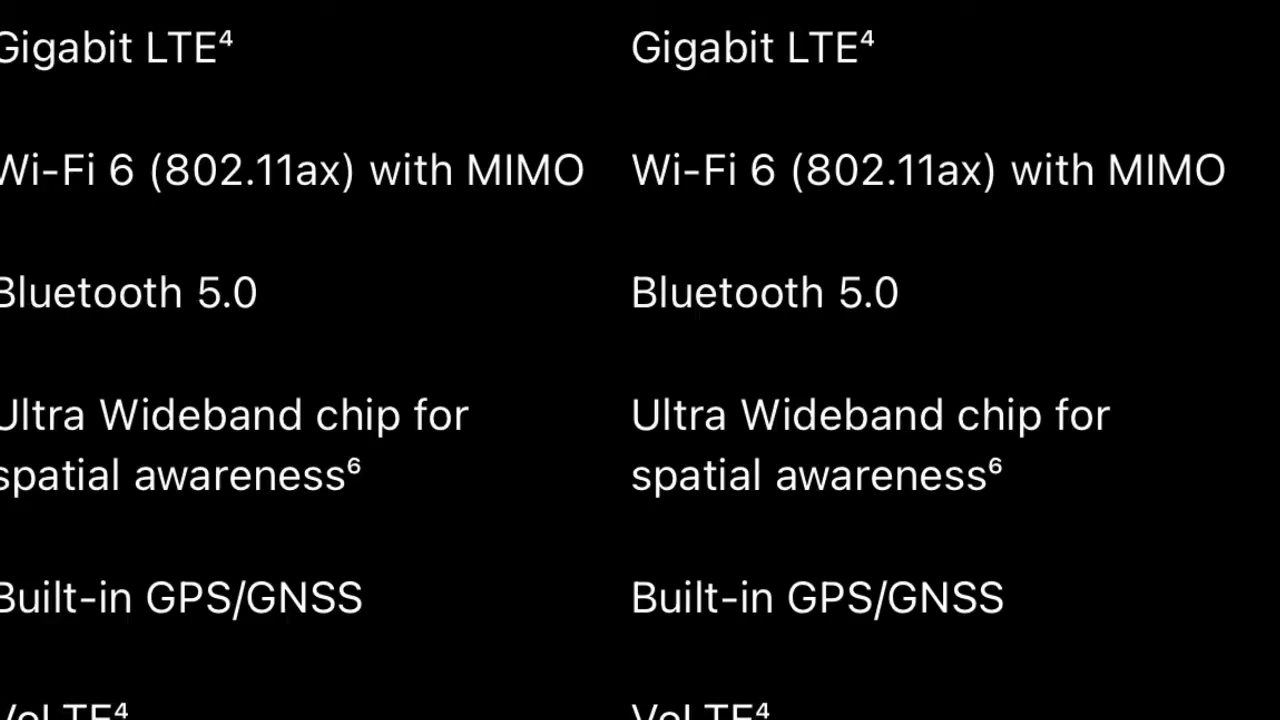 Gigabit LTE⁴ Gigabit LTE⁴
Wi-Fi 6 (802.11ax) with MIMO Wi-Fi 6 (802.11ax) with MIMO
Bluetooth 5.0 Bluetooth 5.0
Ultra Wideband chip for Ultra Wideband chip for
spatial awareness⁶ spatial awareness⁶
Built-in GPS/GNSS Built-in GPS/GNSS
VoLTE⁴ VoLTE⁴